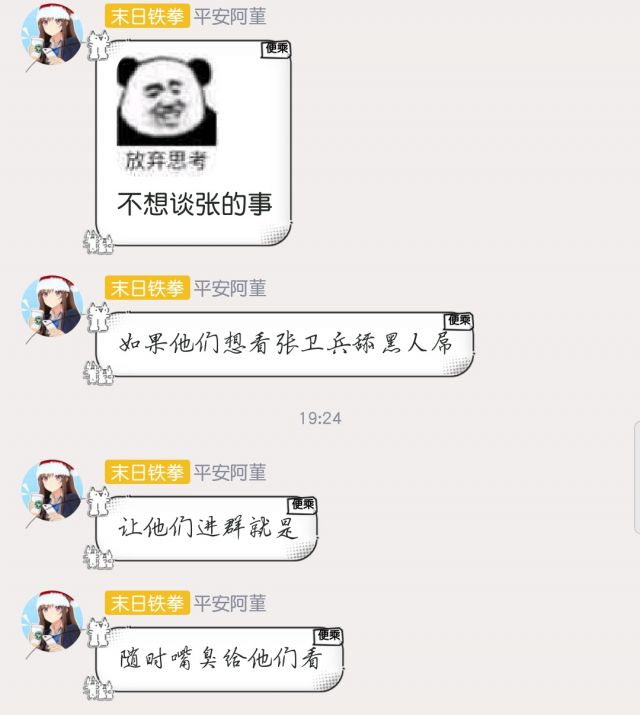 末日铁拳 平安阿堇
便乘
放弃思考
不想谈张的事
末日铁拳 平安阿堇
便乘
如果他们想看张卫兵舔黑人屌
19:24
末日铁拳 平安阿堇
便乘
让他们进群就是
末日铁拳 平安阿堇
便乘
随时嘴臭给他们看